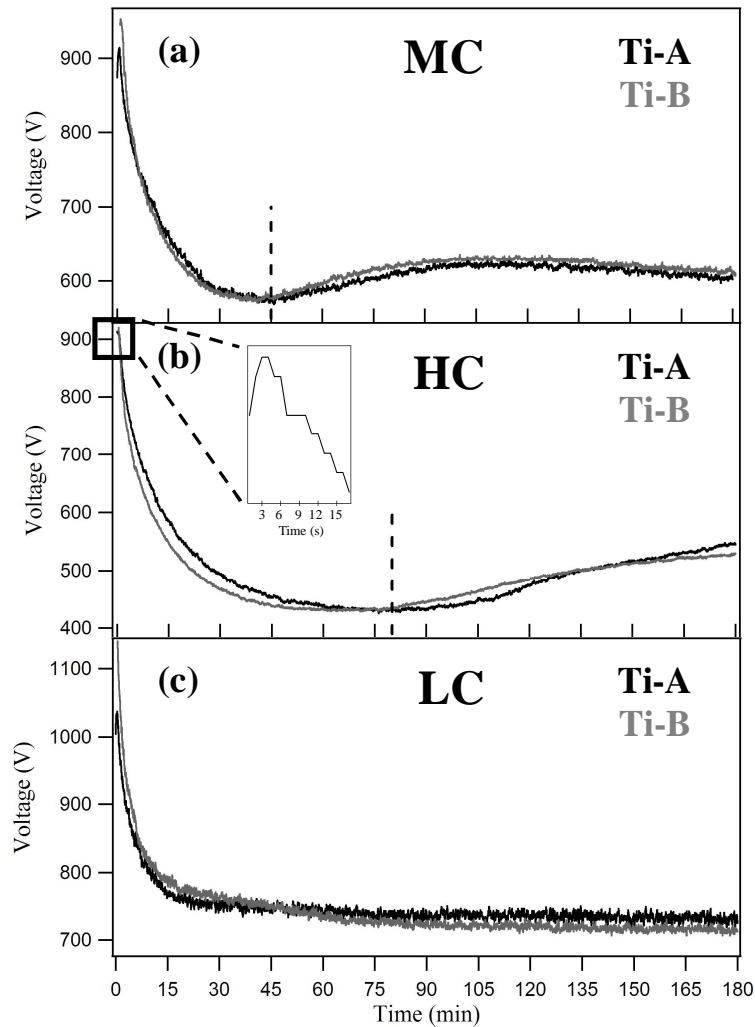 (a) MC Ti-A
Ti-B
Voltage (V)
900
800
700
600
(b) HC Ti-A
Ti-B
Voltage (V)
900
800
700
600
500
400
3 6 9 12 15
Time (s)
(c) LC Ti-A
Ti-B
Voltage (V)
1100
1000
900
800
700
0 15 30 45 60 75 90 105 120 135 150 165 180
Time (min)